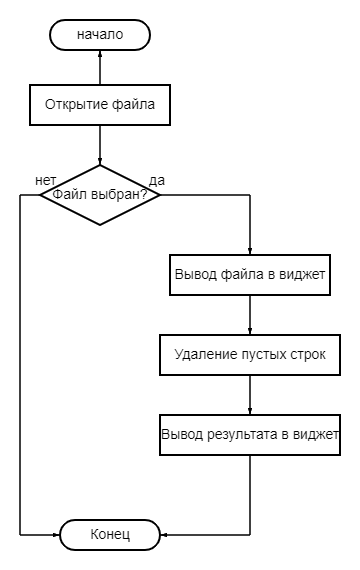 начало
Открытие файла
нет
да
Файл выбран?
Вывод файла в виджет
Удаление пустых строк
Вывод результата в виджет
Конец